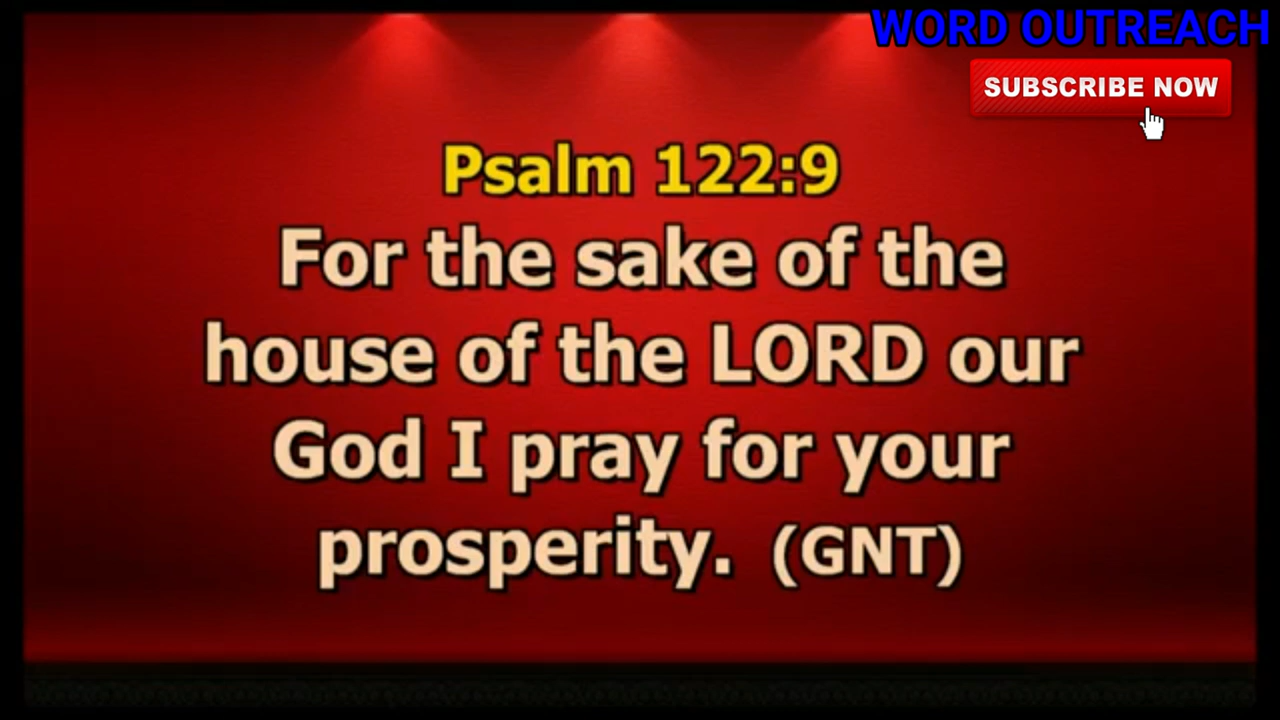 WORD OUTREACH
SUBSCRIBE NOW
Psalm 122:9
For the sake of the
house of the LORD our
God I pray for your
prosperity. (GNT)